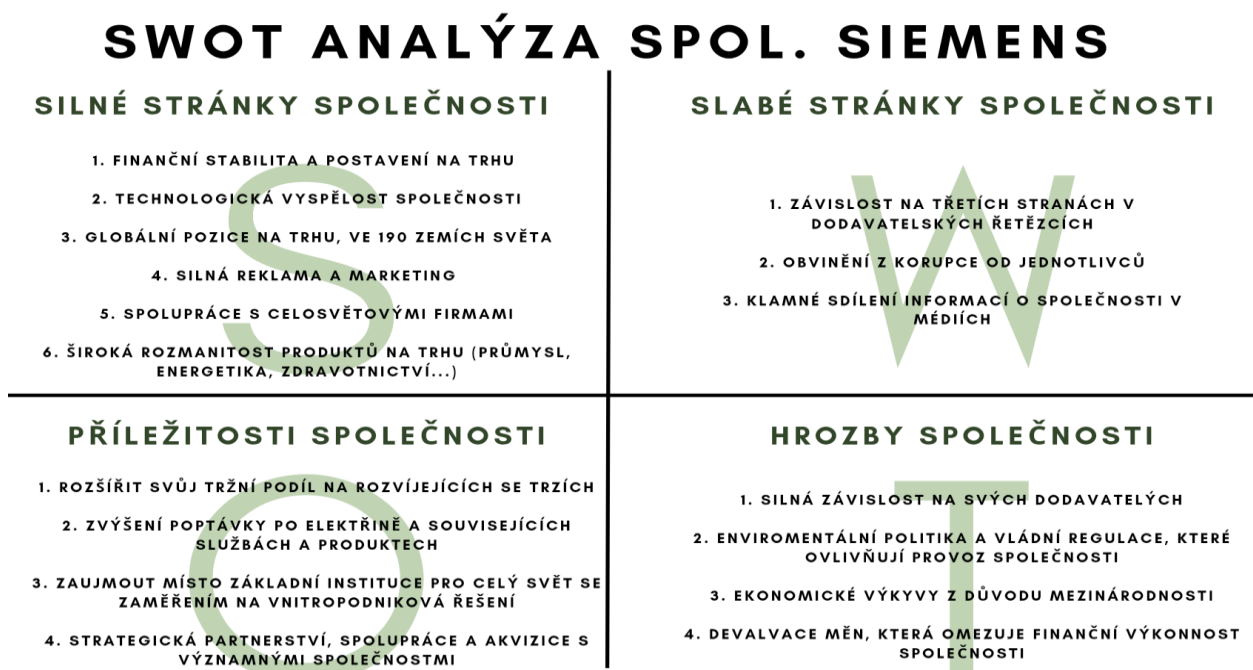 SWOT ANALÝZA SPOL. SIEMENS
SILNÉ STRÁNKY SPOLEČNOSTI
1. FINANČNÍ STABILITA A POSTAVENÍ NA TRHU
2. TECHNOLOGICKÁ VYSPĚLOST SPOLEČNOSTI
3. GLOBÁLNÍ POZICE NA TRHU, VE 190 ZEMÍCH SVĚTA
4. SILNÁ REKLAMA A MARKETING
5. SPOLUPRÁCE S CELOSVĚTOVÝMI FIRMAMI
6. ŠIROKÁ ROZMANITOST PRODUKTŮ NA TRHU (PRŮMYSL,
ENERGETIKA, ZDRAVOTNICTVÍ...)
S
SLABÉ STRÁNKY SPOLEČNOSTI
1. ZÁVISLOST NA TŘETÍCH STRANÁCH V
DODAVATELSKÝCH ŘETĚZCÍCH
2. OBVINĚNÍ Z KORUPCE OD JEDNOTLIVCŮ
3. KLAMNÉ SDÍLENÍ INFORMACÍ O SPOLEČNOSTI V
MÉDIÍCH
W
PŘÍLEŽITOSTI SPOLEČNOSTI
1. ROZŠÍŘIT SVŮJ TRŽNÍ PODÍL NA ROZVÍJEJÍCÍCH SE TRZÍCH
2. ZVÝŠENÍ POPTÁVKY PO ELEKTŘINĚ A SOUVISEJÍCÍCH
SLUŽBÁCH A PRODUKTECH
3. ZAUJMOUT MÍSTO ZÁKLADNÍ INSTITUCE PRO CELÝ SVĚT SE
ZAMĚŘENÍM NA VNITROPODNIKOVÁ ŘEŠENÍ
4. STRATEGICKÁ PARTNERSTVÍ, SPOLUPRÁCE A AKVIZICE S
VÝZNAMNÝMI SPOLEČNOSTMI
O
HROZBY SPOLEČNOSTI
1. SILNÁ ZÁVISLOST NA SVÝCH DODAVATELÝCH
2. ENVIROMENTÁLNÍ POLITIKA A VLÁDNÍ REGULACE, KTERÉ
OVLIVŇUJÍ PROVOZ SPOLEČNOSTI
3. EKONOMICKÉ VÝKYVY Z DŮVODU MEZINÁRODNOSTI
4. DEVALVACE MĚN, KTERÁ OMEZUJE FINANČNÍ VÝKONNOST
SPOLEČNOSTI
T